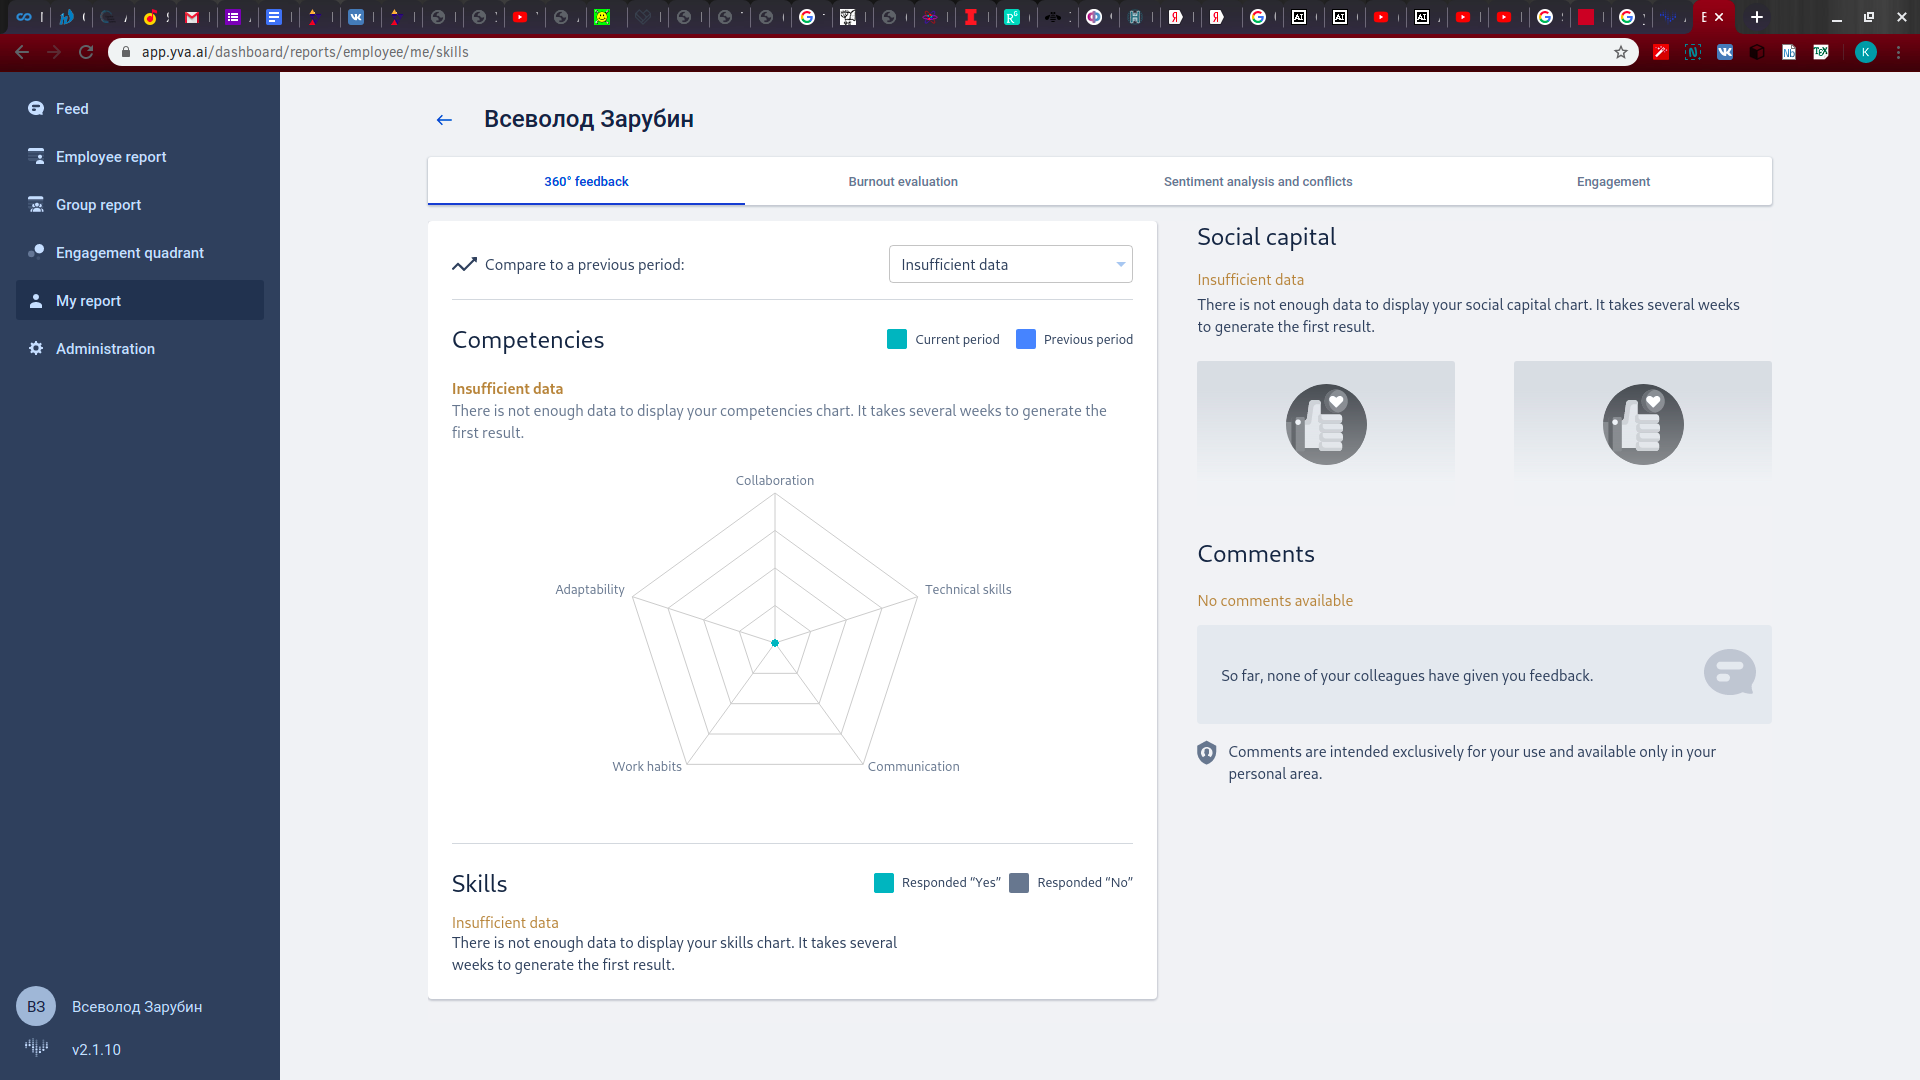 app.yva.ai/dashboard/reports/employee/me/skills
K
Feed
Employee report
Group report
Engagement quadrant
My report
Administration
ВЗ
Всеволод Зарубин
v2.1.10
Всеволод Зарубин
360° feedback
Burnout evaluation
Sentiment analysis and conflicts
Engagement
Compare to a previous period:
Insufficient data
Competencies
Current period
Previous period
Insufficient data
There is not enough data to display your competencies chart. It takes several weeks to generate the
first result.
Collaboration
Adaptability
Technical skills
Work habits
Communication
Skills
Responded “Yes”
Responded “No”
Insufficient data
There is not enough data to display your skills chart. It takes several
weeks to generate the first result.
Social capital
Insufficient data
There is not enough data to display your social capital chart. It takes several weeks
to generate the first result.
Comments
No comments available
So far, none of your colleagues have given you feedback.
Comments are intended exclusively for your use and available only in your
personal area.